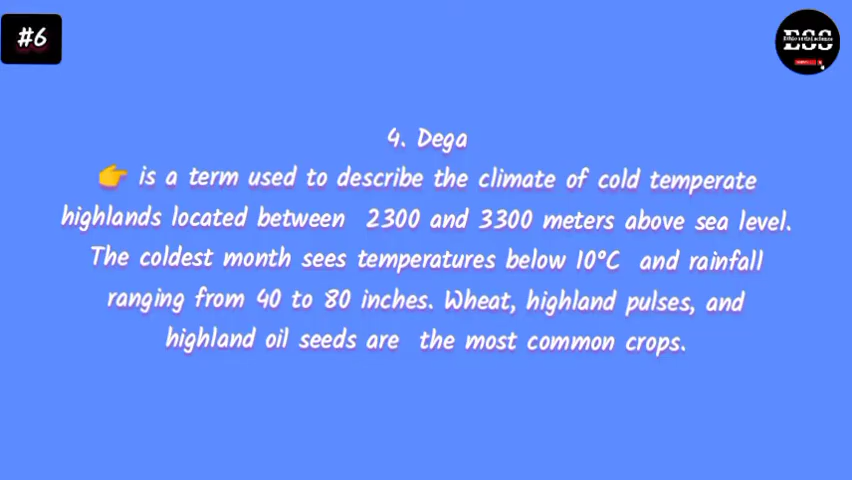 #6
ESS
4. Dega
👉 is a term used to describe the climate of cold temperate
highlands located between 2300 and 3300 meters above sea level.
The coldest month sees temperatures below 10°C and rainfall
ranging from 40 to 80 inches. Wheat, highland pulses, and
highland oil seeds are the most common crops.